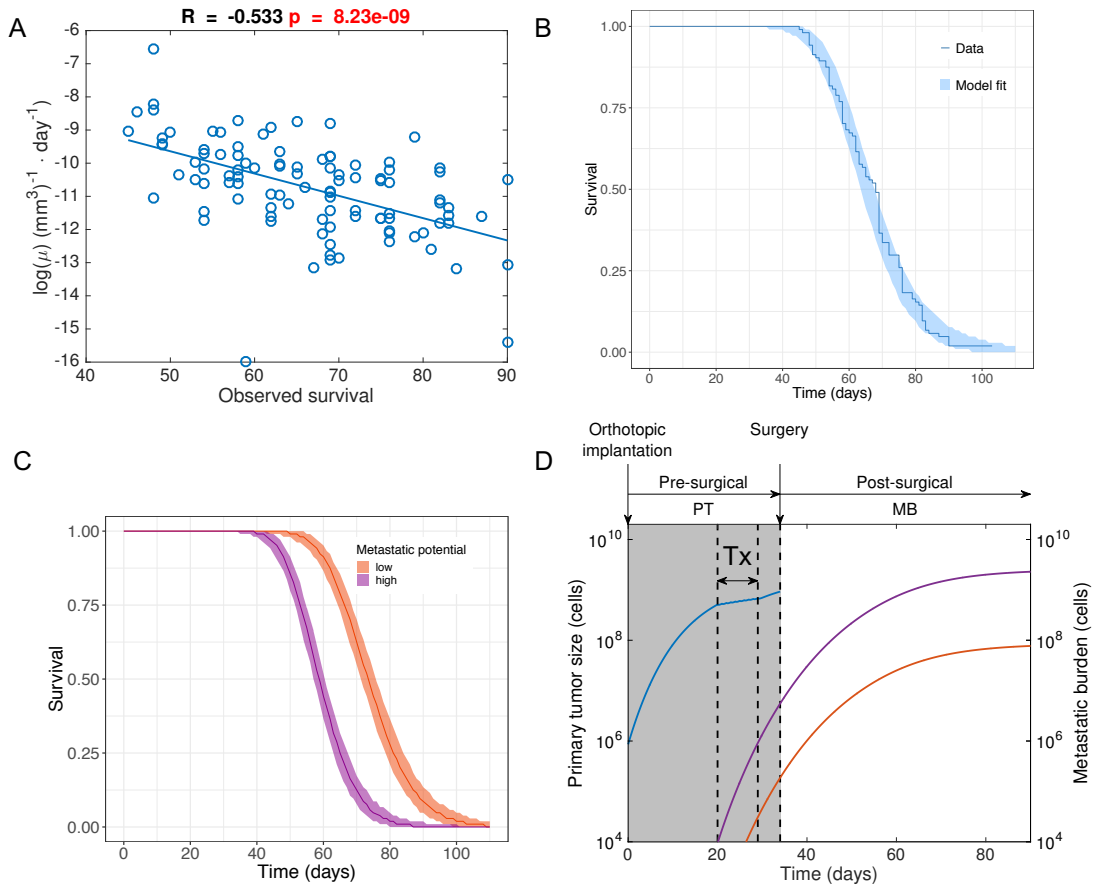 A
R = -0.533 p = 8.23e-09
log(μ) (mm³)⁻¹ · day⁻¹
-6
-7
-8
-9
-10
-11
-12
-13
-14
-15
-16
40 50 60 70 80 90
Observed survival
B
Survival
1.00
0.75
0.50
0.25
0.00
Data
Model fit
0 20 40 60 80 100
Time (days)
C
Survival
1.00
0.75
0.50
0.25
0.00
Metastatic potential
low
high
0 20 40 60 80 100
Time (days)
D
Orthotopic
implantation
Surgery
Pre-surgical
Post-surgical
PT
MB
Tx
Primary tumor size (cells)
10¹⁰
10⁸
10⁶
10⁴
Metastatic burden (cells)
10¹⁰
10⁸
10⁶
10⁴
0 20 40 60 80
Time (days)